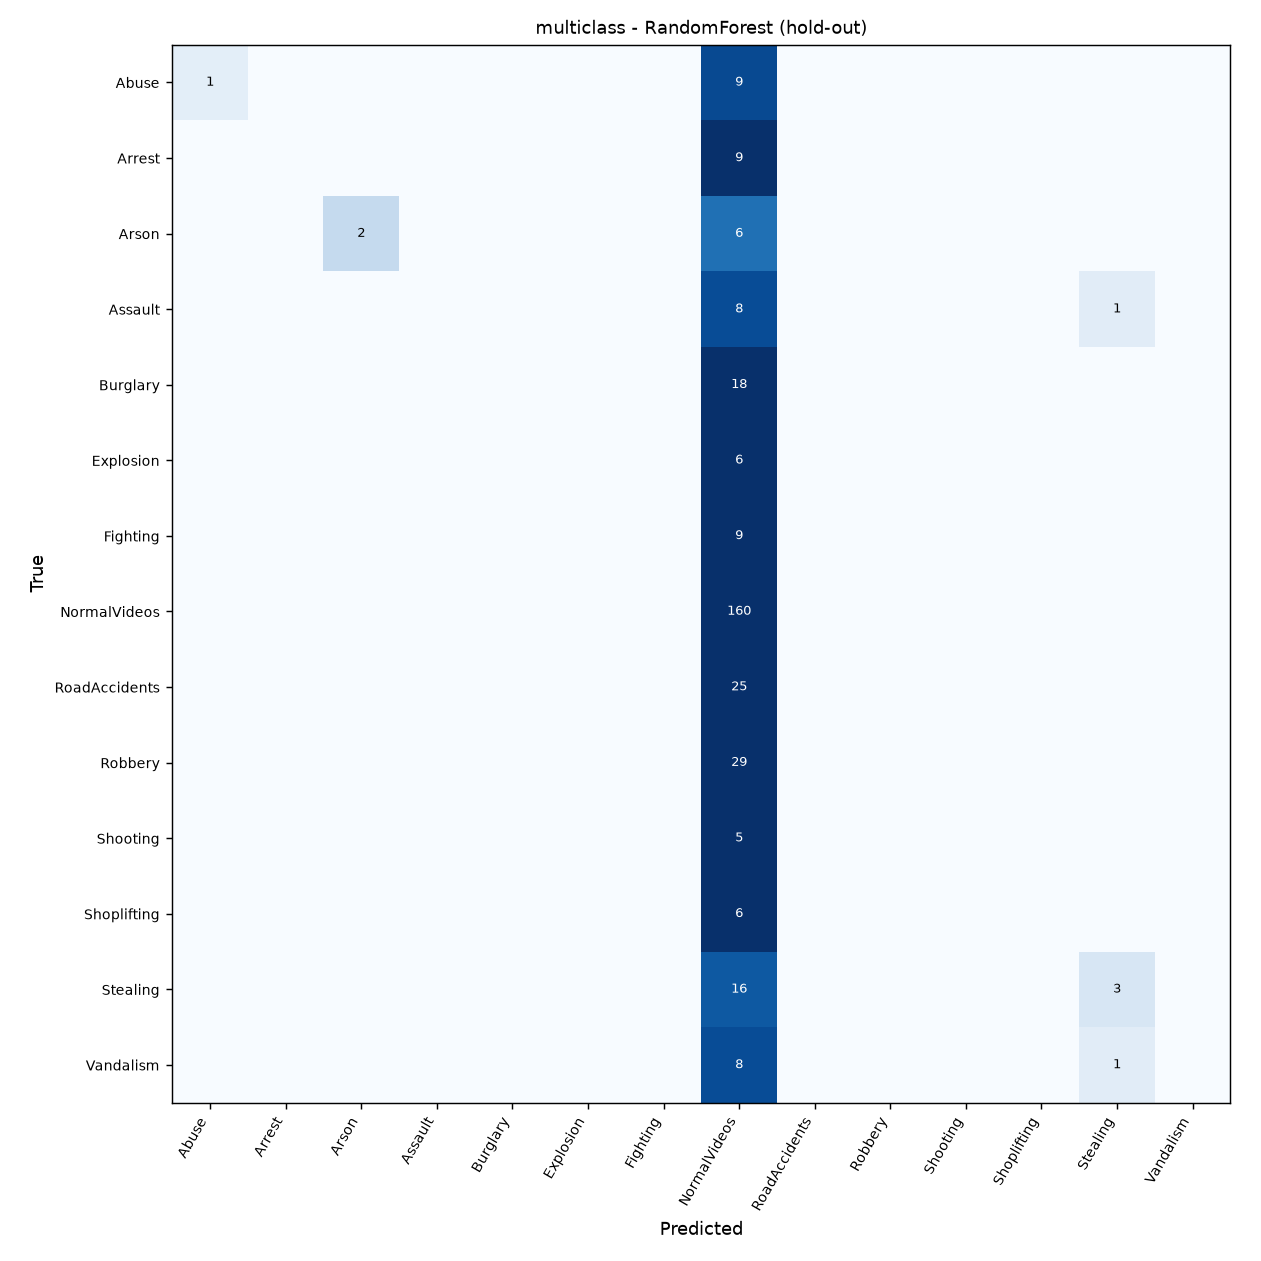 multiclass - RandomForest (hold-out)
Abuse 1 9
Arrest 9
Arson 2 6
Assault 8 1
Burglary 18
Explosion 6
Fighting 9
True
NormalVideos 160
RoadAccidents 25
Robbery 29
Shooting 5
Shoplifting 6
Stealing 16 3
Vandalism 8 1
Abuse Arrest Arson Assault Burglary Explosion Fighting NormalVideos RoadAccidents Robbery Shooting Shoplifting Stealing Vandalism
Predicted